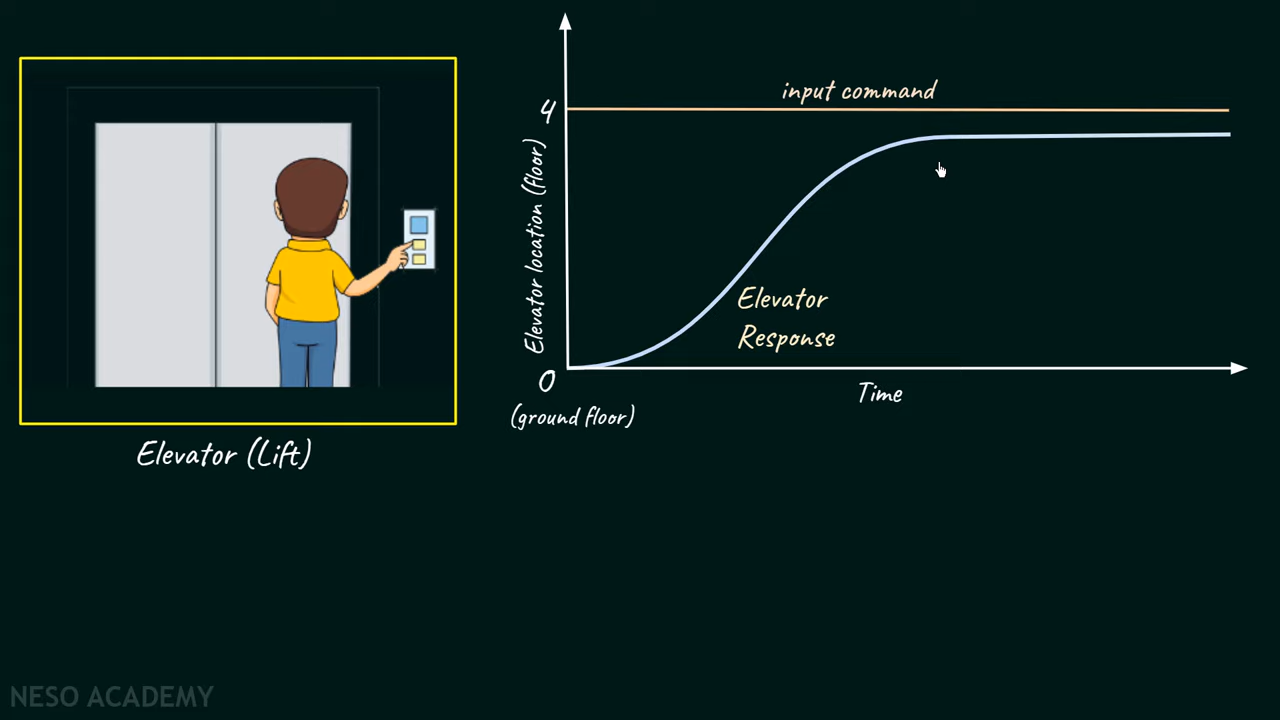 input command
4
Elevator location (floor)
Elevator
Response
0
Time
(ground floor)
Elevator (Lift)
NESO ACADEMY